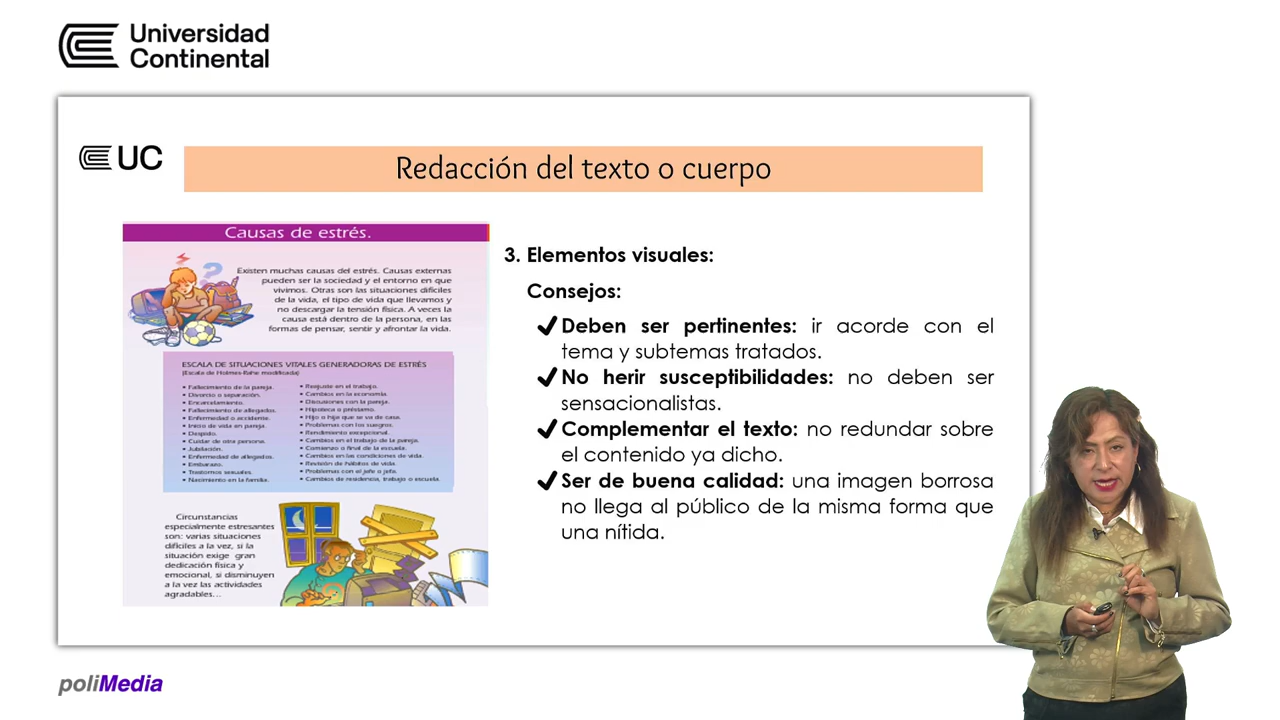 Universidad
Continental
UC
Redacción del texto o cuerpo
Causas de estrés.
Existen muchas causas del estrés. Causas externas
pueden ser la sociedad y el entorno en que
vivimos. Otras son las situaciones difíciles
de la vida, el tipo de vida que llevamos y
no descargar la tensión física. A veces la
causa está dentro de la persona, en las
formas de pensar, sentir y afrontar la vida.
ESCALA DE SITUACIONES VITALES GENERADORAS DE ESTRÉS
(Escala de Holmes-Rahe modificada)
• Fallecimiento de la pareja.
• Divorcio o separación.
• Encarcelamiento.
• Fallecimiento de allegados.
• Enfermedad o accidente.
• Inicio de vida en pareja.
• Despido.
• Cuidar de otra persona.
• Jubilación.
• Enfermedad de allegados.
• Embarazo.
• Trastornos sexuales.
• Nacimiento en la familia.
• Reajuste en el trabajo.
• Cambios en la economía.
• Discusiones con la pareja.
• Hipoteca o préstamo.
• Hijo o hija que se va de casa.
• Problemas con los suegros.
• Rendimiento excepcional.
• Cambios en el trabajo de la pareja.
• Comienzo o final de la escuela.
• Cambios en las condiciones de vida.
• Revisión de hábitos de vida.
• Problemas con el jefe o jefa.
• Cambios de residencia, trabajo o escuela.
Circunstancias
especialmente estresantes
son: varias situaciones
difíciles a la vez, si la
situación exige gran
dedicación física y
emocional, si disminuyen
a la vez las actividades
agradables...
3. Elementos visuales:
Consejos:
✔Deben ser pertinentes: ir acorde con el
tema y subtemas tratados.
✔No herir susceptibilidades: no deben ser
sensacionalistas.
✔Complementar el texto: no redundar sobre
el contenido ya dicho.
✔Ser de buena calidad: una imagen borrosa
no llega al público de la misma forma que
una nítida.
poliMedia